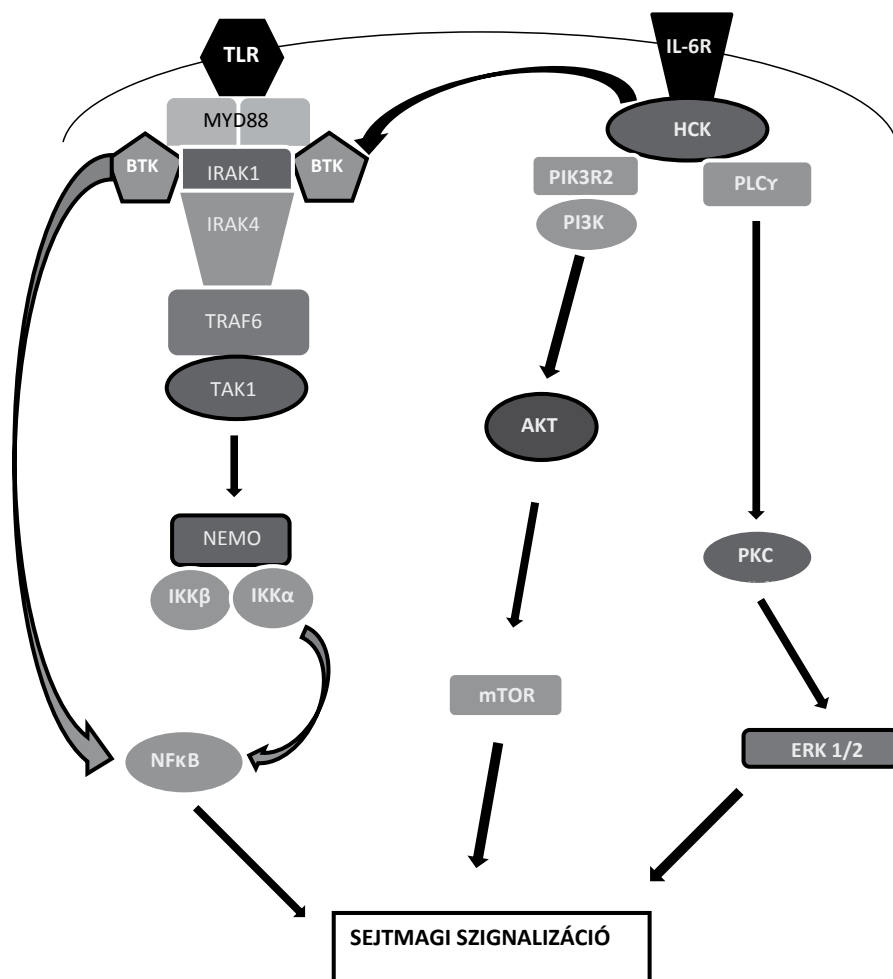 TLR
IL-6R
MYD88
HCK
BTK
IRAK1
BTK
PIK3R2
PLCϒ
IRAK4
PI3K
TRAF6
TAK1
AKT
NEMO
PKC
IKKβ
IKKα
mTOR
NFκB
ERK 1/2
SEJTMAGI SZIGNALIZÁCIÓ